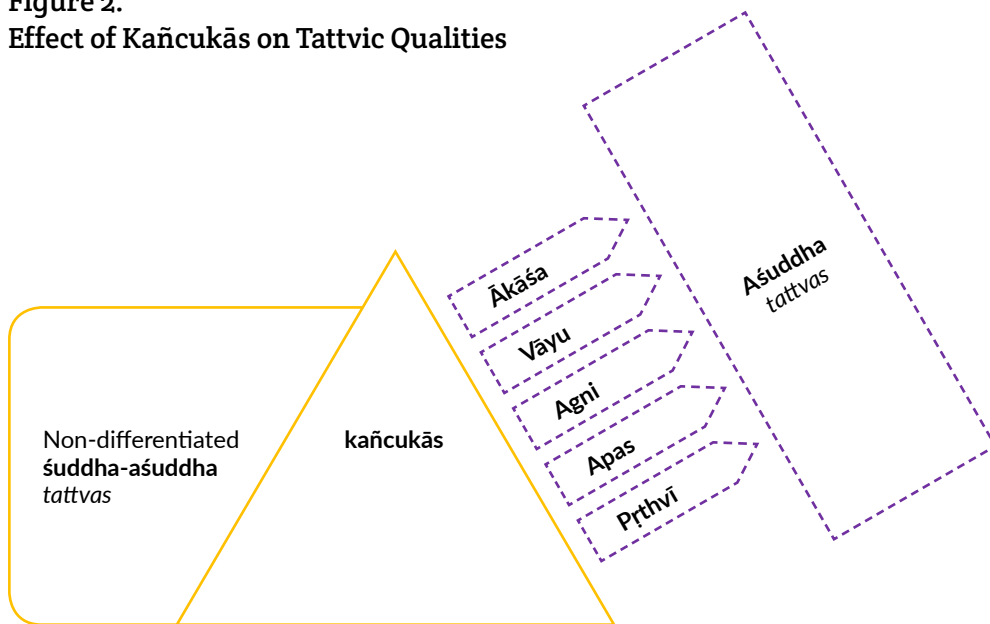 Figure 2.
Effect of Kañcukās on Tattvic Qualities
Non-differentiated
śuddha-aśuddha
tattvas
kañcukās
Ākāśa
Vāyu
Agni
Apas
Pṛthvī
Aśuddha
tattvas